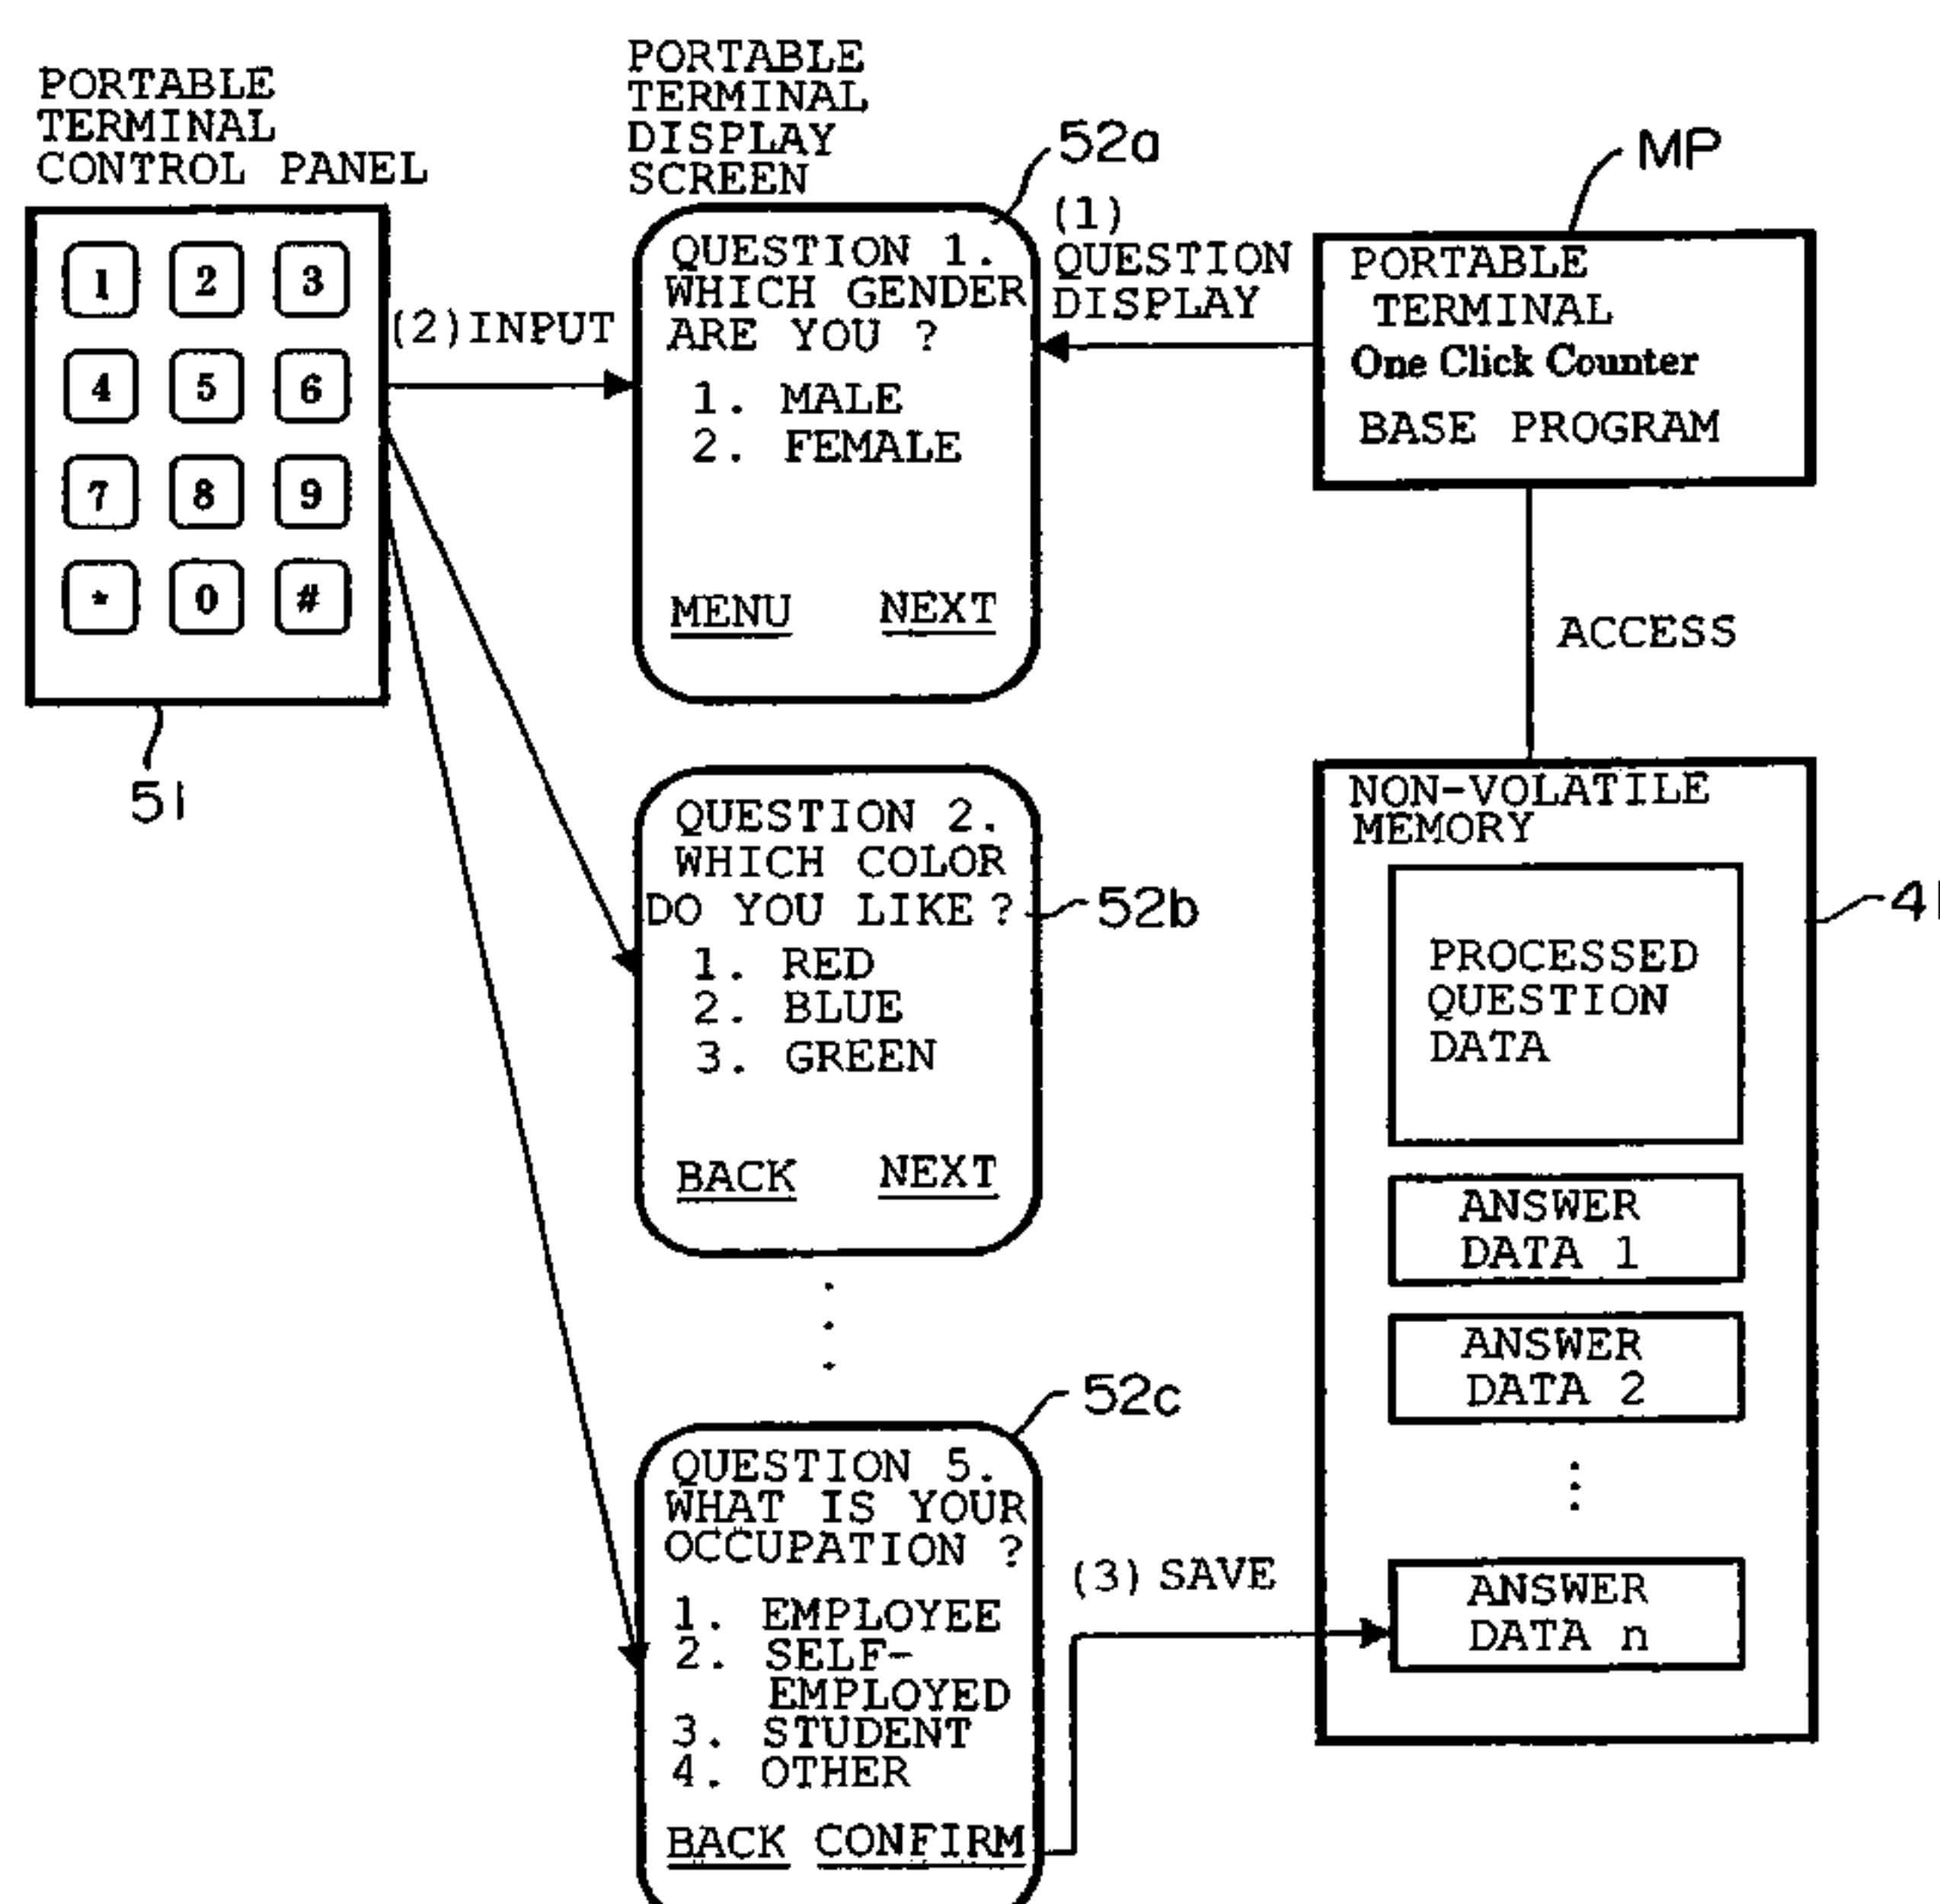 PORTABLE
TERMINAL
CONTROL PANEL
1 2 3
4 5 6
7 8 9
* 0 #
51
(2) INPUT
PORTABLE
TERMINAL
DISPLAY
SCREEN
52a
QUESTION 1.
WHICH GENDER
ARE YOU ?
1. MALE
2. FEMALE
MENU NEXT
(1)
QUESTION
DISPLAY
MP
PORTABLE
TERMINAL
One Click Counter
BASE PROGRAM
ACCESS
QUESTION 2.
WHICH COLOR
DO YOU LIKE ?
52b
1. RED
2. BLUE
3. GREEN
BACK NEXT
52c
QUESTION 5.
WHAT IS YOUR
OCCUPATION ?
1. EMPLOYEE
2. SELF-
EMPLOYED
3. STUDENT
4. OTHER
BACK CONFIRM
(3) SAVE
NON-VOLATILE
MEMORY
41
PROCESSED
QUESTION
DATA
ANSWER
DATA 1
ANSWER
DATA 2
ANSWER
DATA n